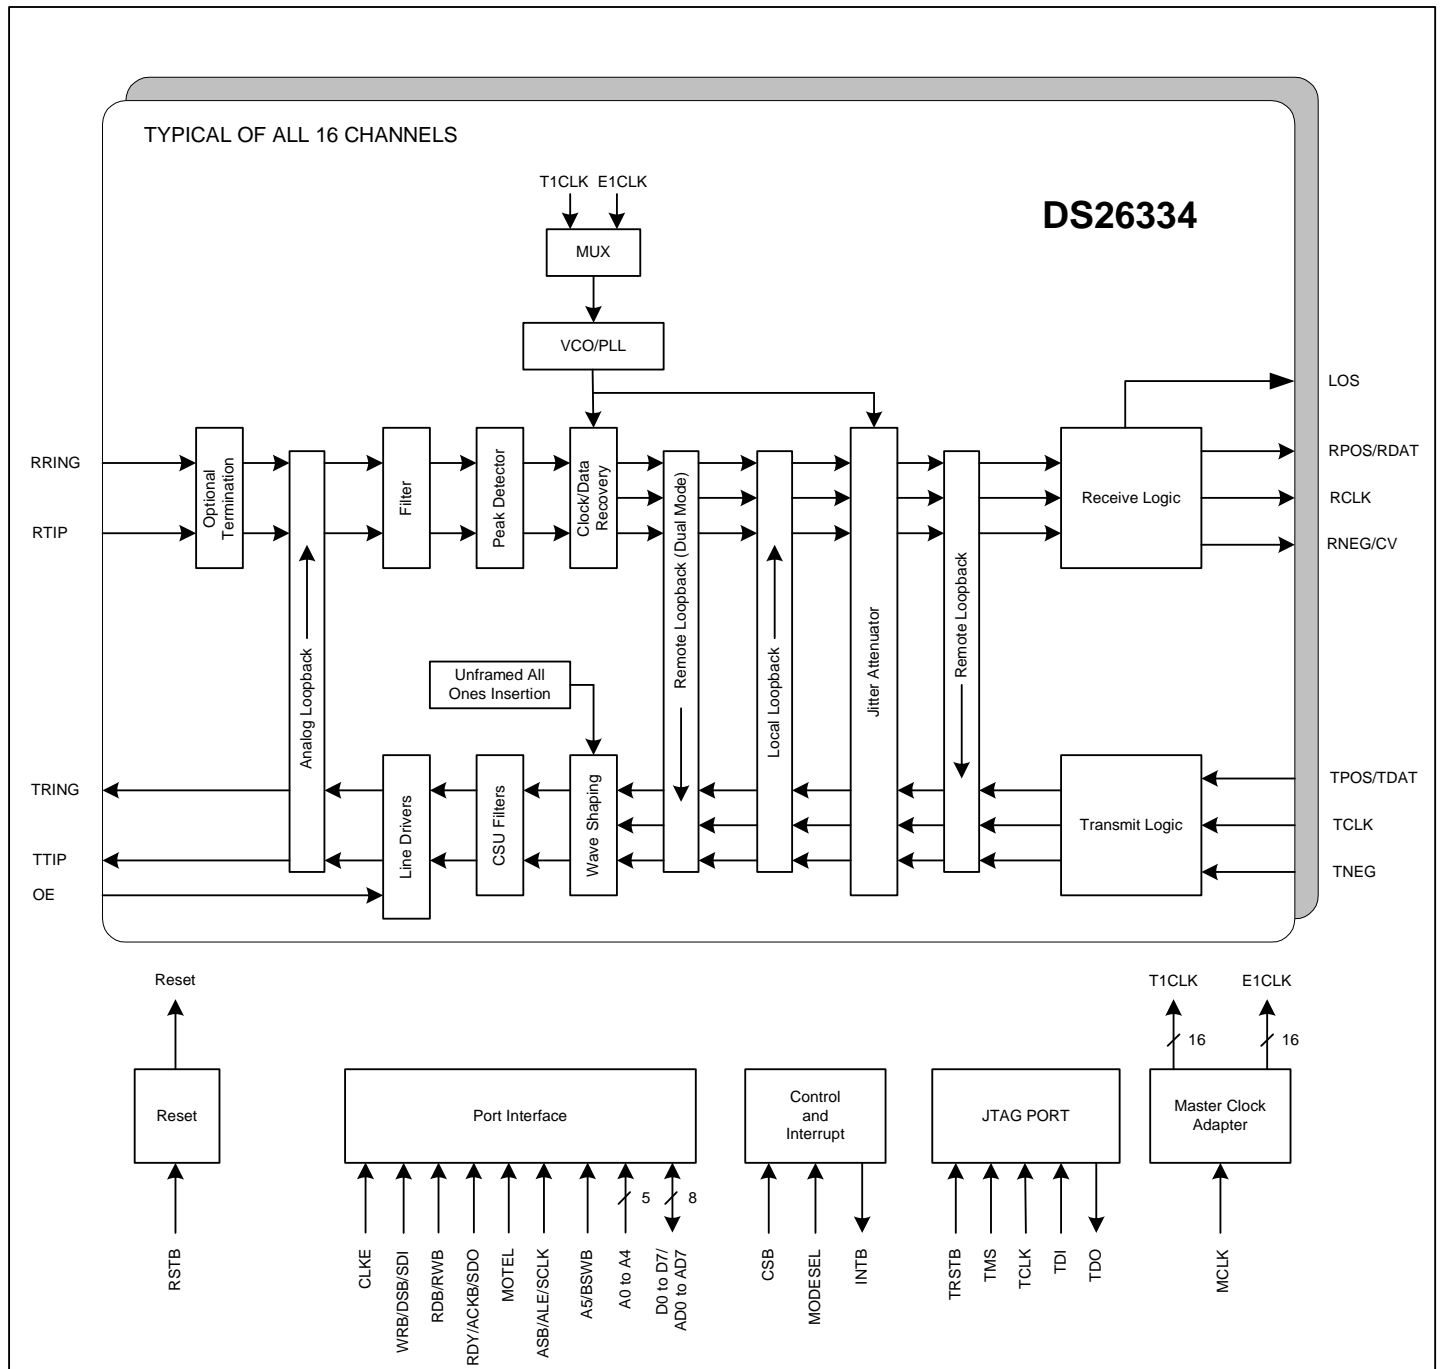 TYPICAL OF ALL 16 CHANNELS
T1CLK E1CLK
DS26334
MUX
VCO/PLL
LOS
RRING
RTIP
Optional
Termination
Analog Loopback
Filter
Peak Detector
Clock/Data
Recovery
Remote Loopback (Dual Mode)
Local Loopback
Jitter Attenuator
Remote Loopback
Receive Logic
RPOS/RDAT
RCLK
RNEG/CV
Unframed All
Ones Insertion
TRING
TTIP
OE
Line Drivers
CSU Filters
Wave Shaping
Transmit Logic
TPOS/TDAT
TCLK
TNEG
Reset
T1CLK
E1CLK
16
16
Reset
Port Interface
Control
and
Interrupt
JTAG PORT
Master Clock
Adapter
5
8
RSTB
CLKE
WRB/DSB/SDI
RDB/RWB
RDY/ACKB/SDO
MOTEL
ASB/ALE/SCLK
A5/BSWB
A0 to A4
D0 to D7/
AD0 to AD7
CSB
MODESEL
INTB
TRSTB
TMS
TCLK
TDI
TDO
MCLK